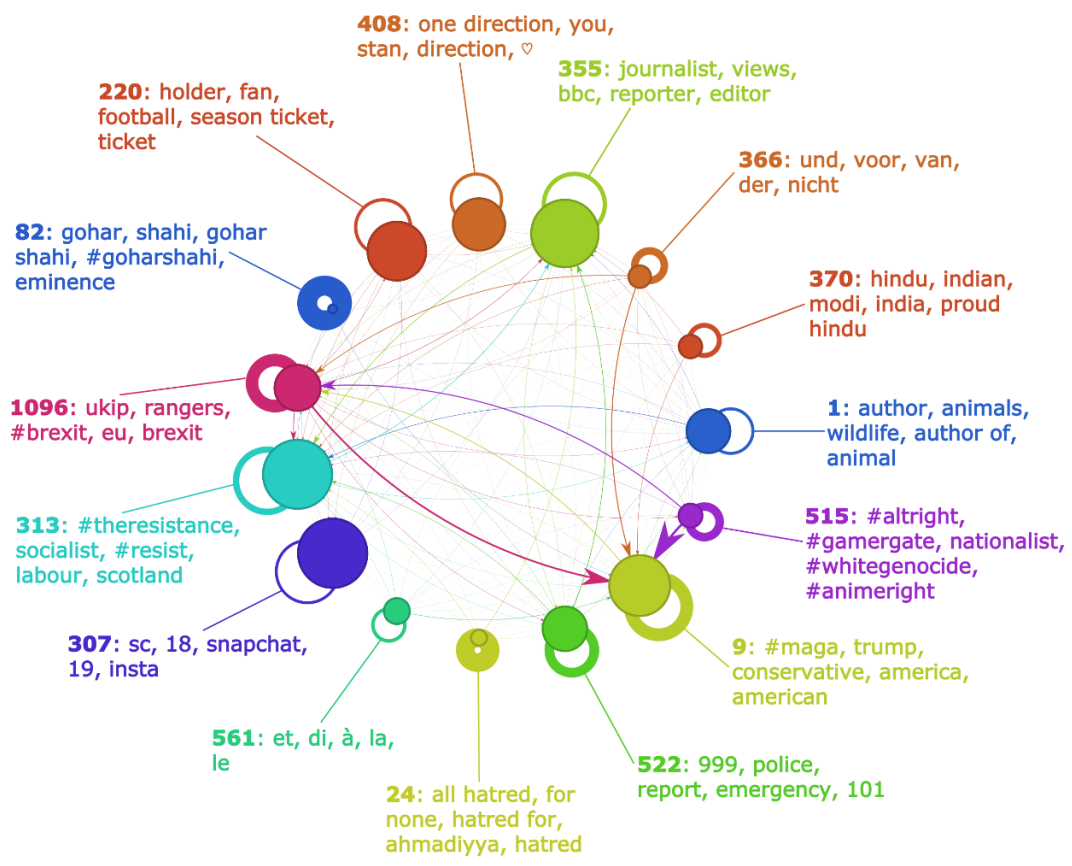 408: one direction, you,
stan, direction, ♡
355: journalist, views,
bbc, reporter, editor
220: holder, fan,
football, season ticket,
ticket
366: und, voor, van,
der, nicht
82: gohar, shahi, gohar
shahi, #goharshahi,
eminence
370: hindu, indian,
modi, india, proud
hindu
1096: ukip, rangers,
#brexit, eu, brexit
1: author, animals,
wildlife, author of,
animal
313: #theresistance,
socialist, #resist,
labour, scotland
515: #altright,
#gamergate, nationalist,
#whitegenocide,
#animeright
307: sc, 18, snapchat,
19, insta
9: #maga, trump,
conservative, america,
american
561: et, di, à, la,
le
522: 999, police,
report, emergency, 101
24: all hatred, for
none, hatred for,
ahmadiyya, hatred